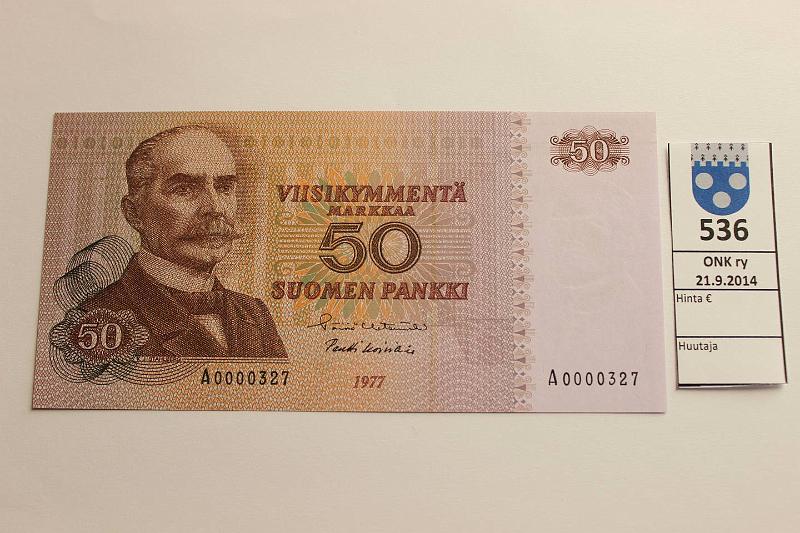 50
VIISIKYMMENTÄ
MARKKAA
50
SUOMEN PANKKI
50
A0000327
1977
A0000327
536
ONK ry
21.9.2014
Hinta €
Huutaja